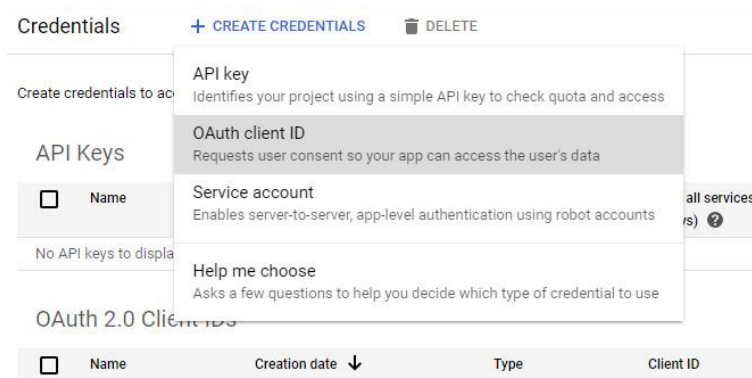 Credentials + CREATE CREDENTIALS DELETE
API key
Identifies your project using a simple API key to check quota and access
Create credentials to
OAuth client ID
Requests user consent so your app can access the user's data
API Keys
Service account
Enables server-to-server, app-level authentication using robot accounts
Name all services
No API keys to
Help me choose
Asks a few questions to help you decide which type of credential to use
OAuth 2.0 Client IDs
Name Creation date Type Client ID